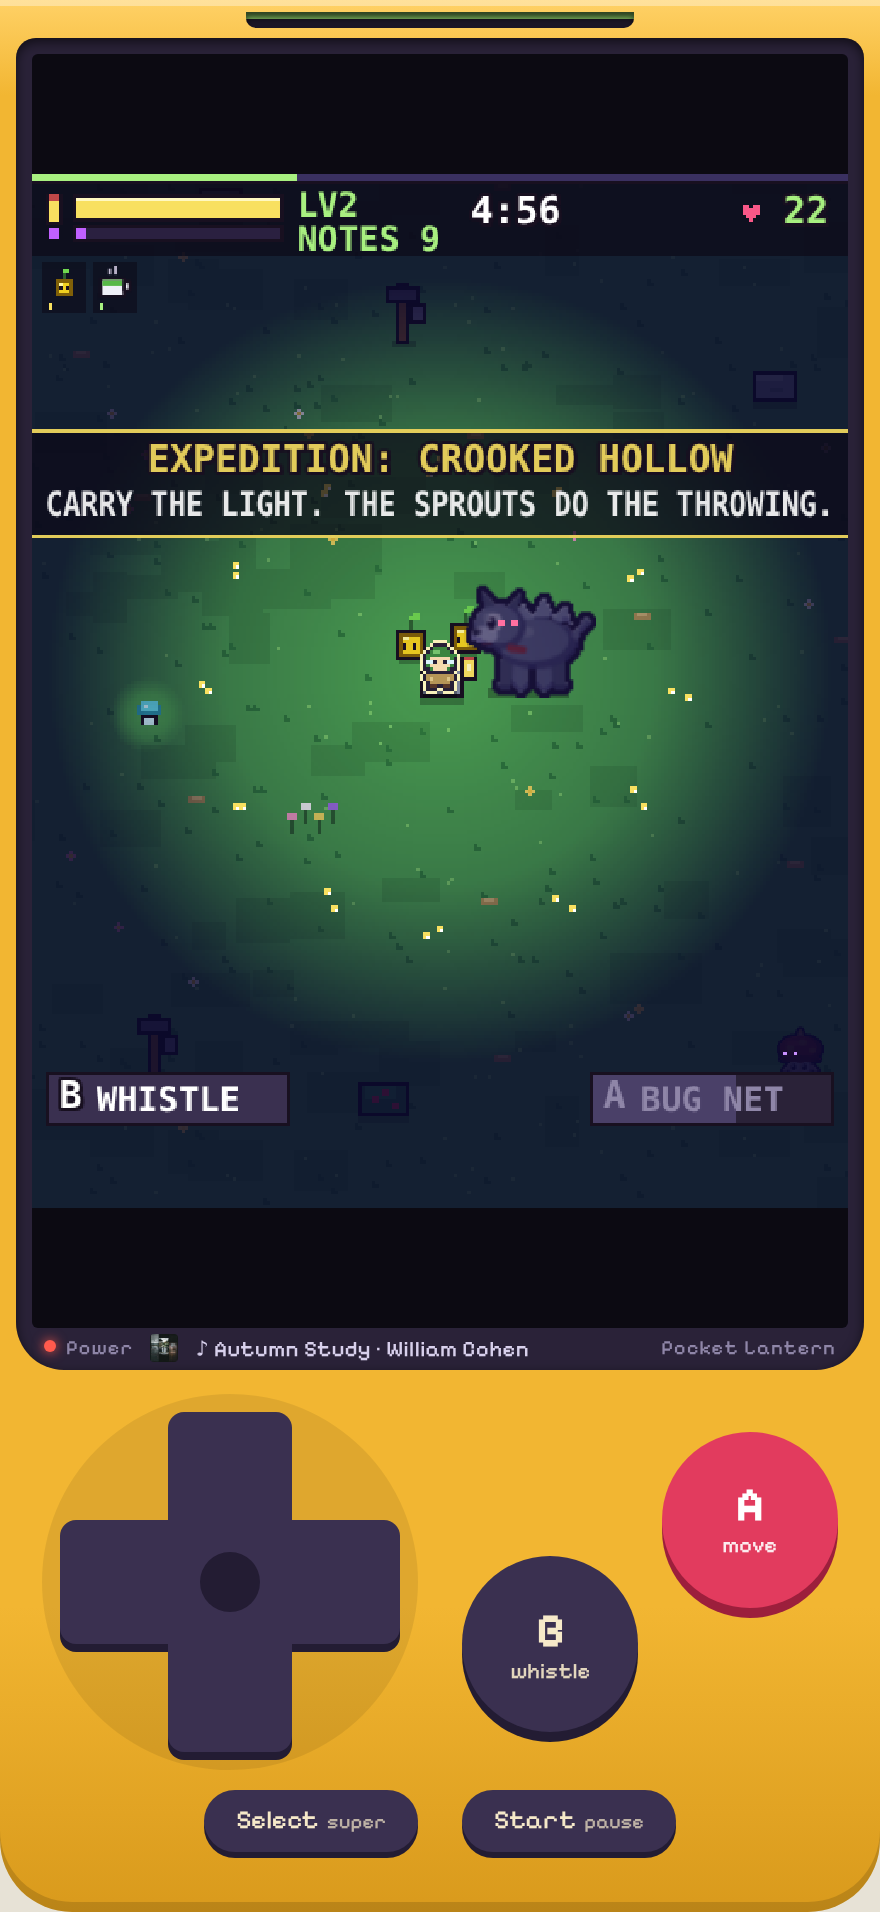 LV2
4:56
22
NOTES 9
EXPEDITION: CROOKED HOLLOW
CARRY THE LIGHT. THE SPROUTS DO THE THROWING.
B WHISTLE
A BUG NET
Power
♪ Autumn Study · William Cohen
Pocket Lantern
A
move
B
whistle
Select super
Start pause